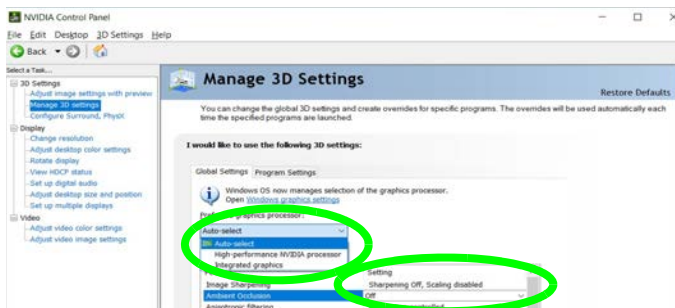 NVIDIA Control Panel
File Edit Desktop 3D Settings Help
Back
Select a Task...
3D Settings
Adjust image settings with preview
Manage 3D settings
Configure Surround, PhysX
Display
Change resolution
Adjust desktop color settings
Rotate display
View HDCP status
Set up digital audio
Adjust desktop size and position
Set up multiple displays
Video
Adjust video color settings
Adjust video image settings
Manage 3D Settings
Restore Defaults
You can change the global 3D settings and create overrides for specific programs. The overrides will be used automatically each
time the specified programs are launched.
I would like to use the following 3D settings:
Global Settings Program Settings
Windows OS now manages selection of the graphics processor.
Open Windows graphics settings
graphics processor:
Auto-select
Auto-select
High-performance NVIDIA processor
Integrated graphics
Setting
Image Sharpening Sharpening Off, Scaling disabled
Ambient Occlusion Off
Anisotropic filtering